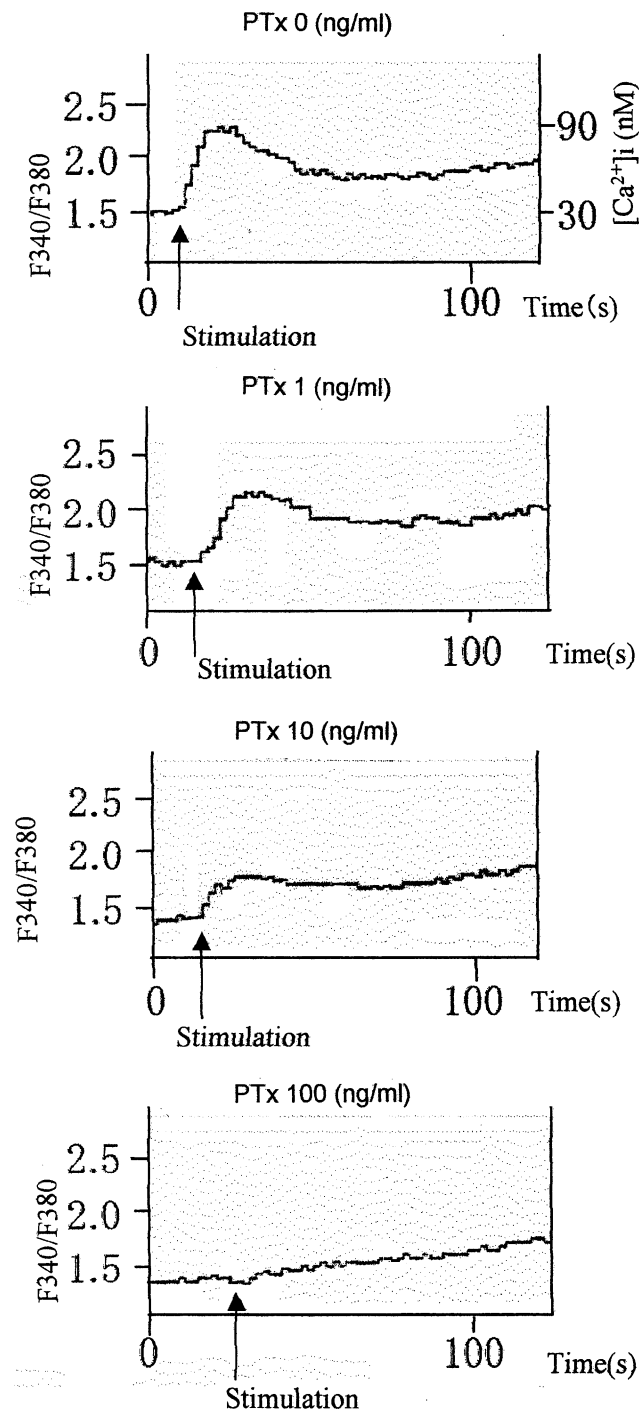 PTx 0 (ng/ml)
F340/F380
2.5
2.0
1.5
90
30
[Ca²⁺]i (nM)
0
100
Time(s)
Stimulation
PTx 1 (ng/ml)
F340/F380
2.5
2.0
1.5
0
100
Time(s)
Stimulation
PTx 10 (ng/ml)
F340/F380
2.5
2.0
1.5
0
100
Time(s)
Stimulation
PTx 100 (ng/ml)
F340/F380
2.5
2.0
1.5
0
100
Time(s)
Stimulation